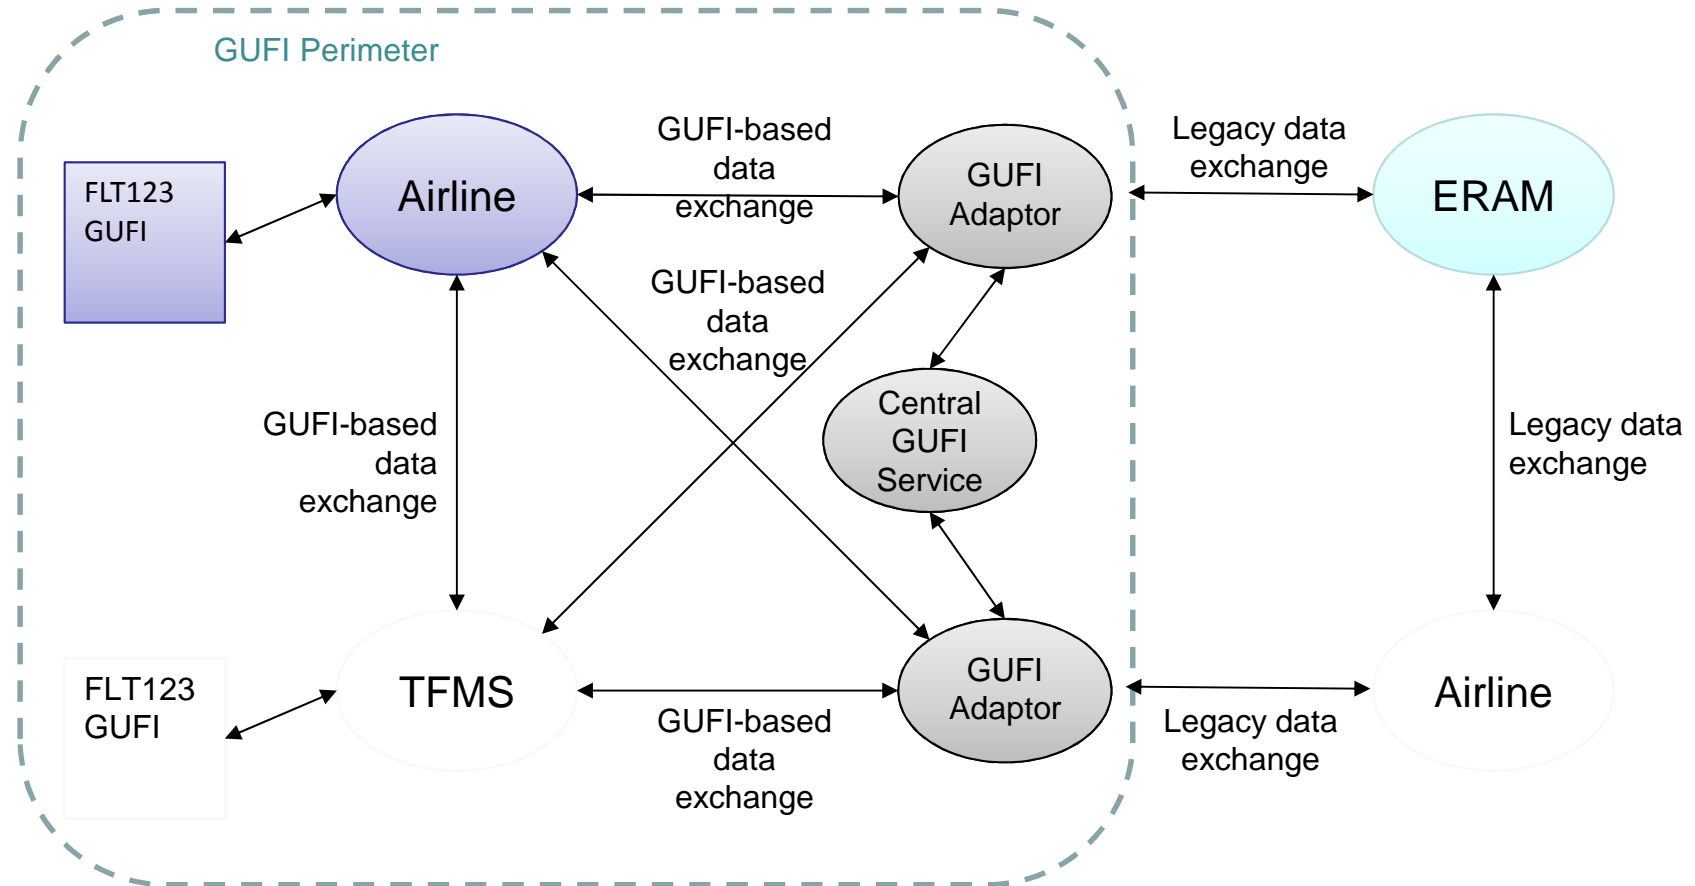 GUFI Perimeter
FLT123
GUFI
Airline
GUFI-based
data
exchange
GUFI
Adaptor
Legacy data
exchange
ERAM
GUFI-based
data
exchange
GUFI-based
data
exchange
Central
GUFI
Service
Legacy data
exchange
FLT123
GUFI
TFMS
GUFI-based
data
exchange
GUFI
Adaptor
Legacy data
exchange
Airline